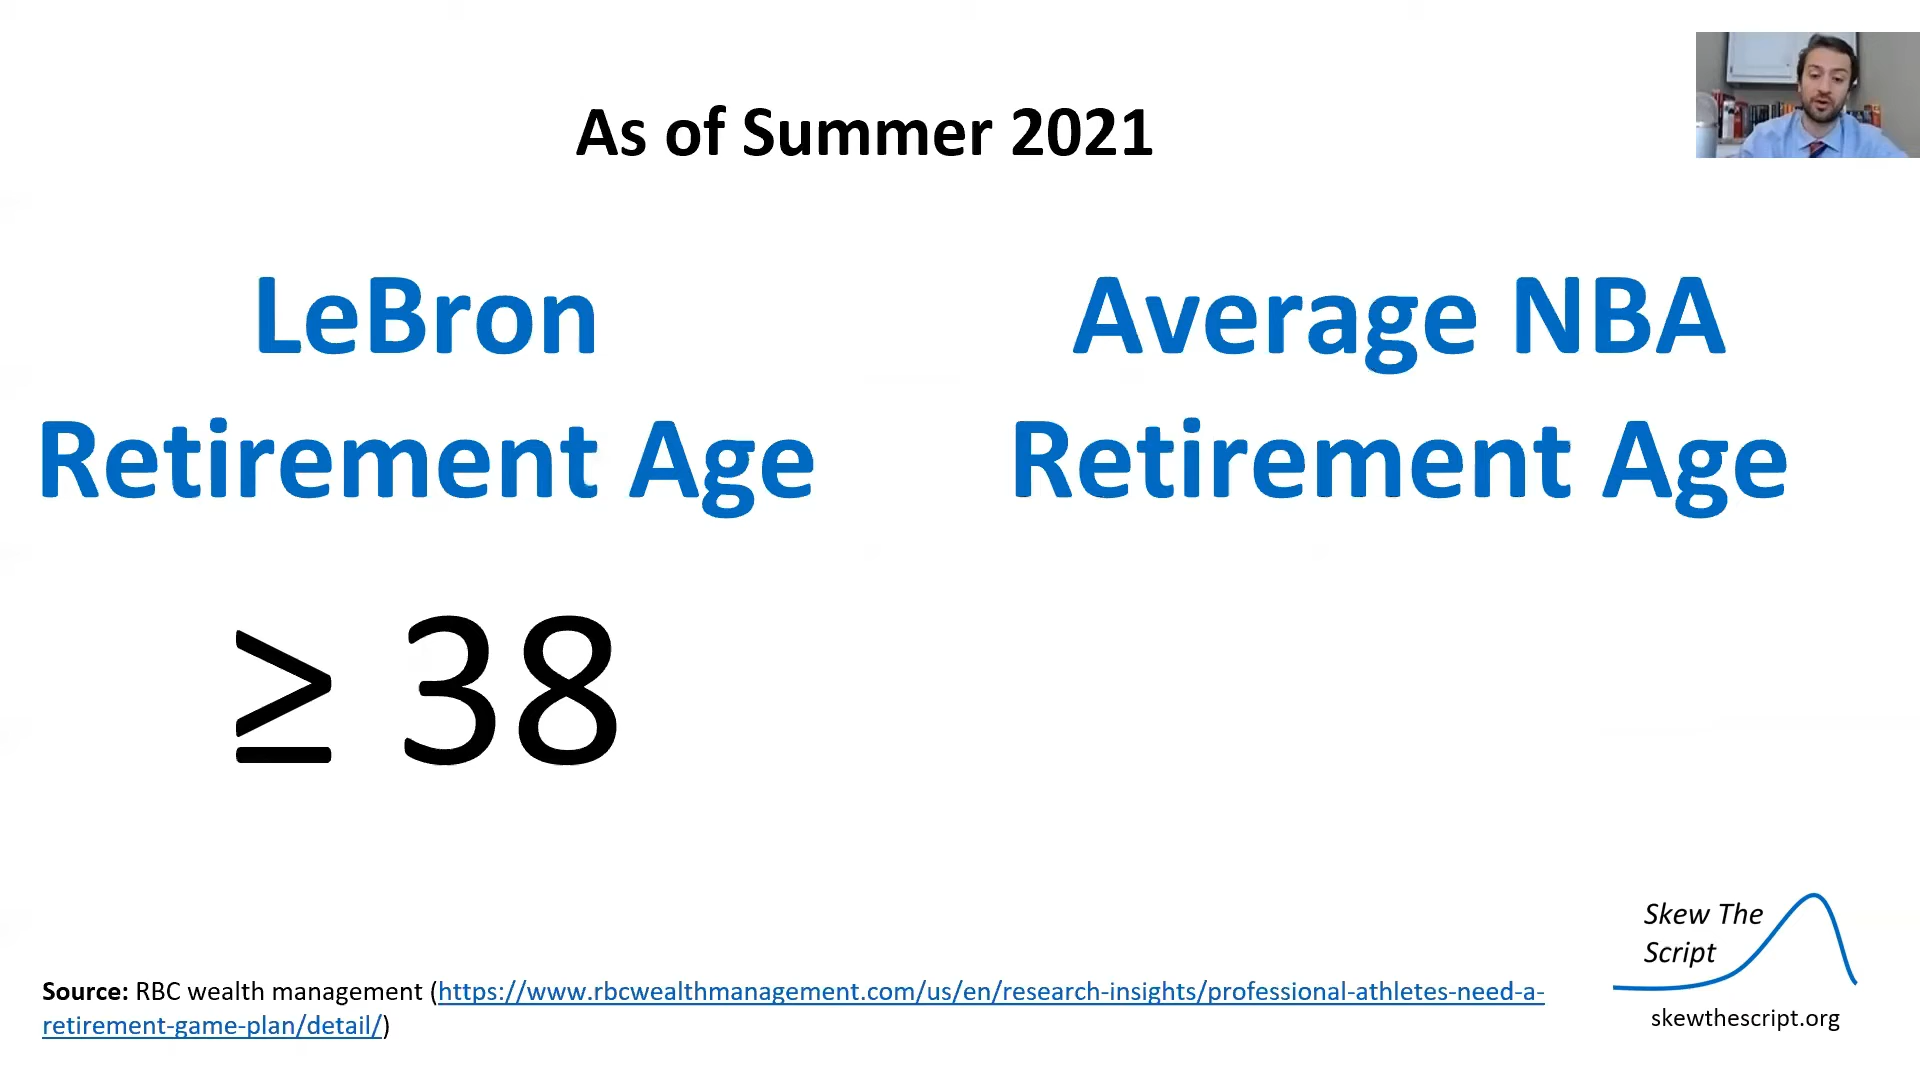 As of Summer 2021
LeBron
Retirement Age
≥ 38
Average NBA
Retirement Age
Skew The
Script
skewthescript.org
Source: RBC wealth management (https://www.rbcwealthmanagement.com/us/en/research-insights/professional-athletes-need-a-
retirement-game-plan/detail/)